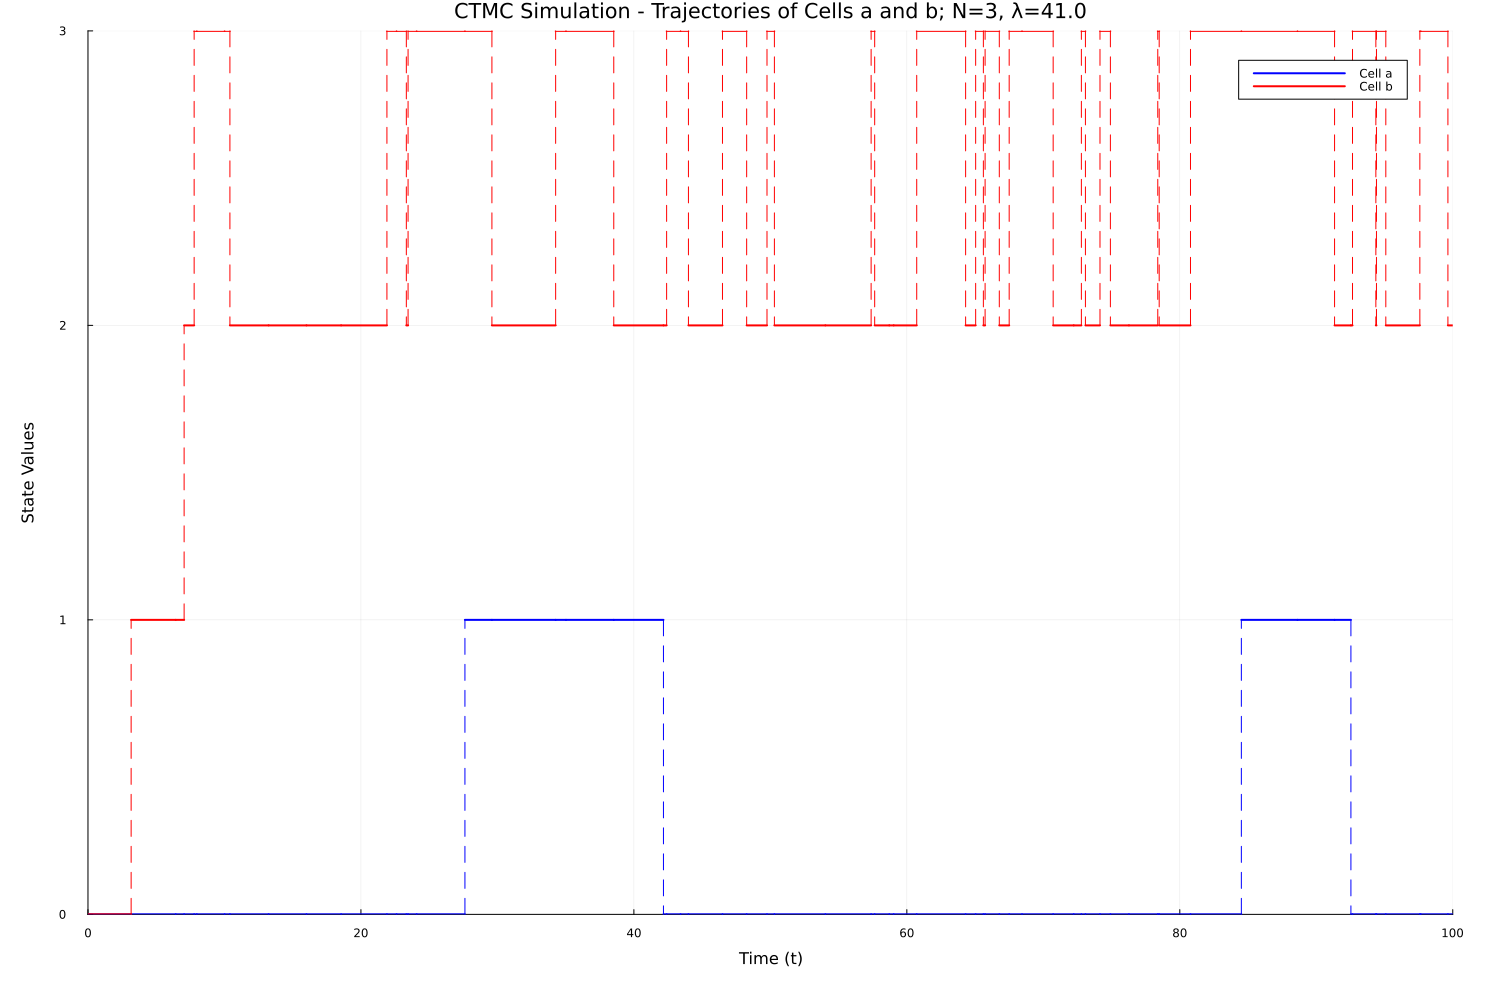 CTMC Simulation - Trajectories of Cells a and b; N=3, λ=41.0
3
Cell a
Cell b
2
State Values
1
0
0 20 40 60 80 100
Time (t)